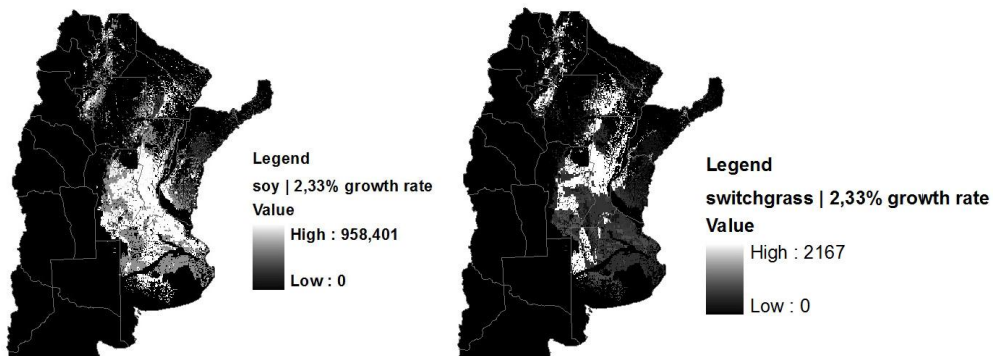 Legend
soy | 2,33% growth rate
Value
High : 958,401
Low : 0
Legend
switchgrass | 2,33% growth rate
Value
High : 2167
Low : 0